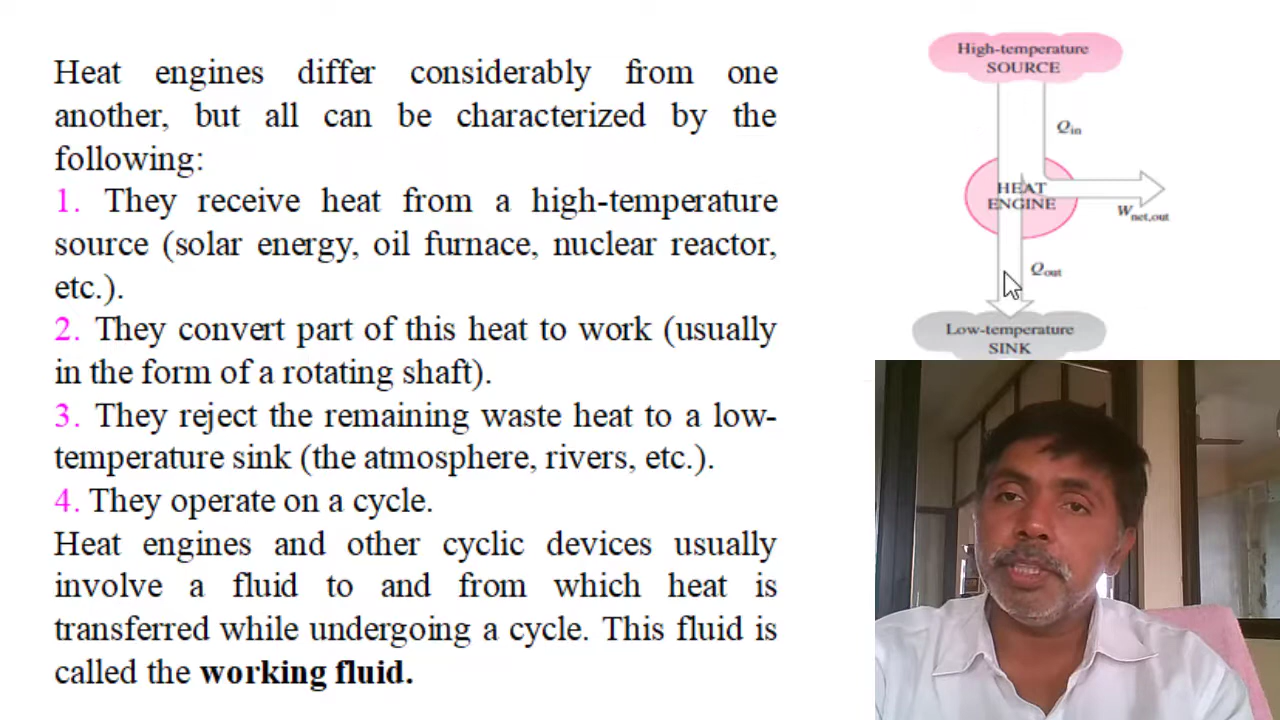 Heat engines differ considerably from one
another, but all can be characterized by the
following:
1. They receive heat from a high-temperature
source (solar energy, oil furnace, nuclear reactor,
etc.).
2. They convert part of this heat to work (usually
in the form of a rotating shaft).
3. They reject the remaining waste heat to a low-
temperature sink (the atmosphere, rivers, etc.).
4. They operate on a cycle.
Heat engines and other cyclic devices usually
involve a fluid to and from which heat is
transferred while undergoing a cycle. This fluid is
called the working fluid.
High-temperature
SOURCE
Qin
HEAT
ENGINE
Wnet,out
Qout
Low-temperature
SINK